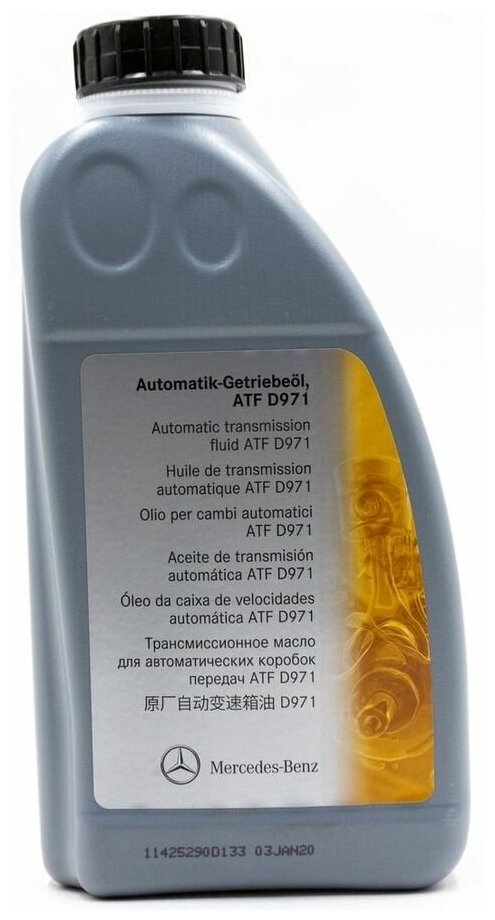 Automatik-Getriebeöl,
ATF D971
Automatic transmission
fluid ATF D971
Huile de transmission
automatique ATF D971
Olio per cambi automatici
ATF D971
Aceite de transmisión
automática ATF D971
Óleo da caixa de velocidades
automática ATF D971
Трансмиссионное масло
для автоматических коробок
передач ATF D971
原厂自动变速箱油 D971
Mercedes-Benz
11425290D133 03JAN20